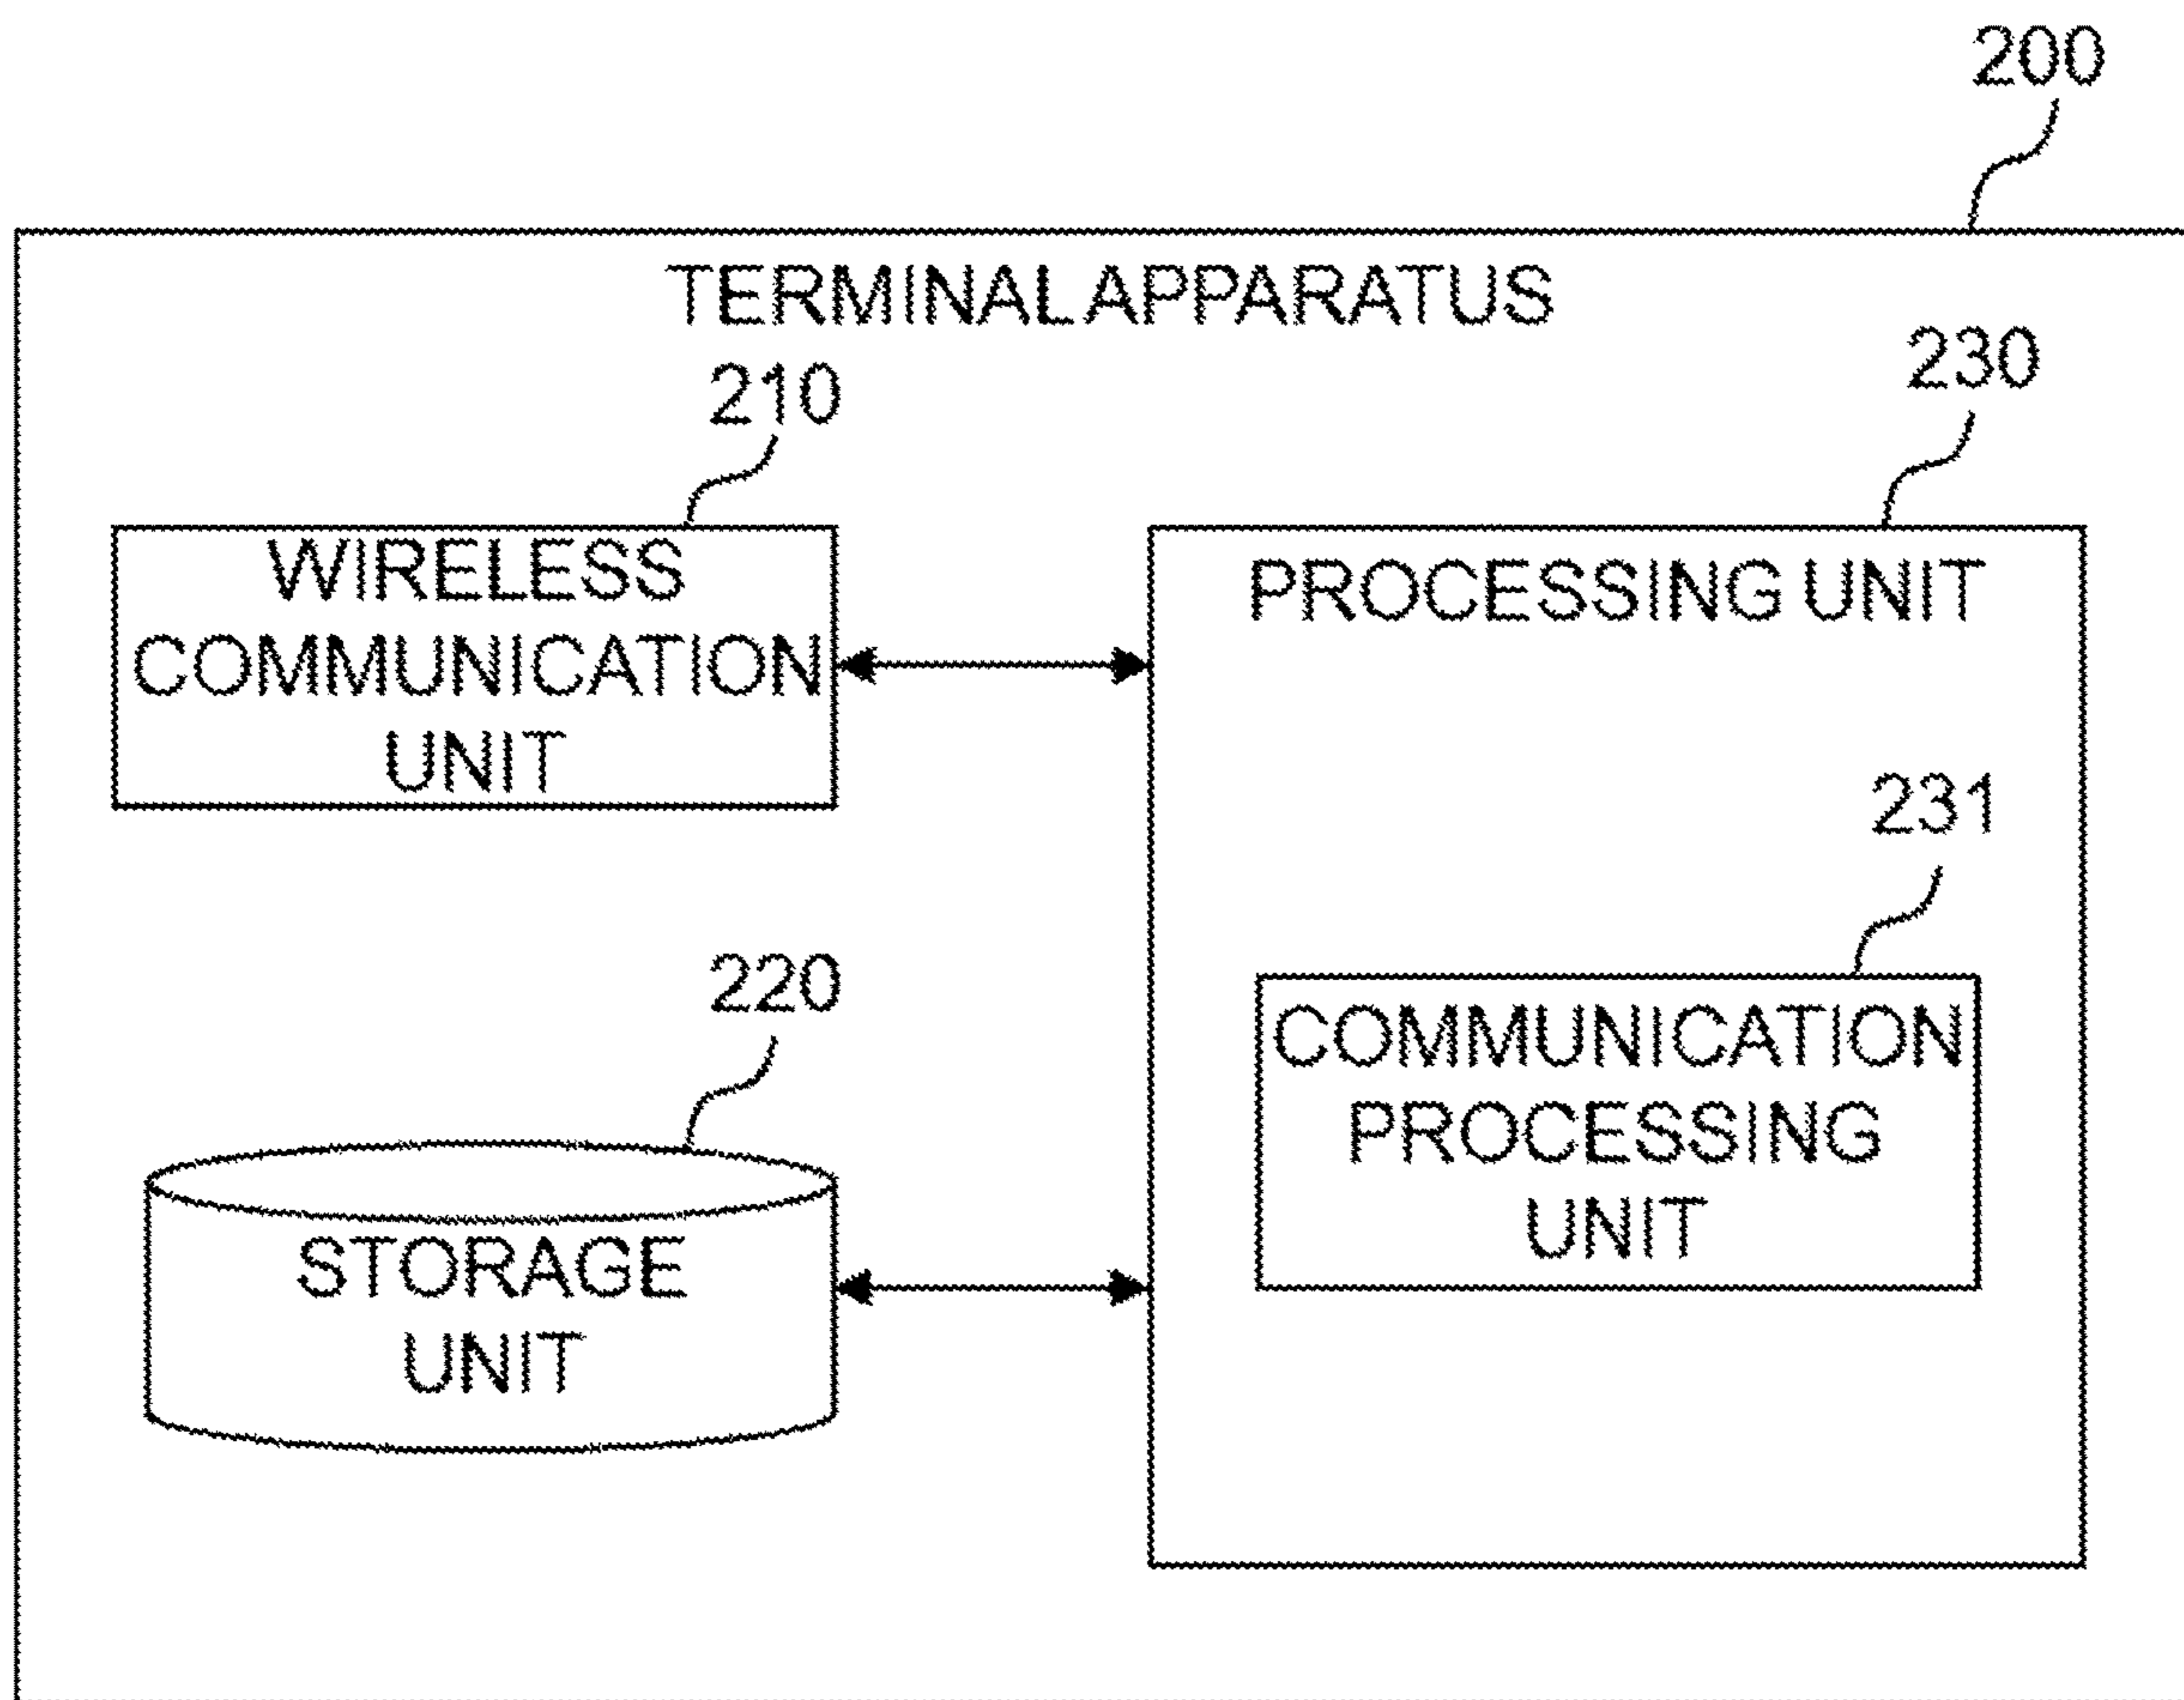 200
TERMINAL APPARATUS
210
230
WIRELESS
COMMUNICATION
UNIT
PROCESSING UNIT
231
220
COMMUNICATION
PROCESSING
UNIT
STORAGE
UNIT